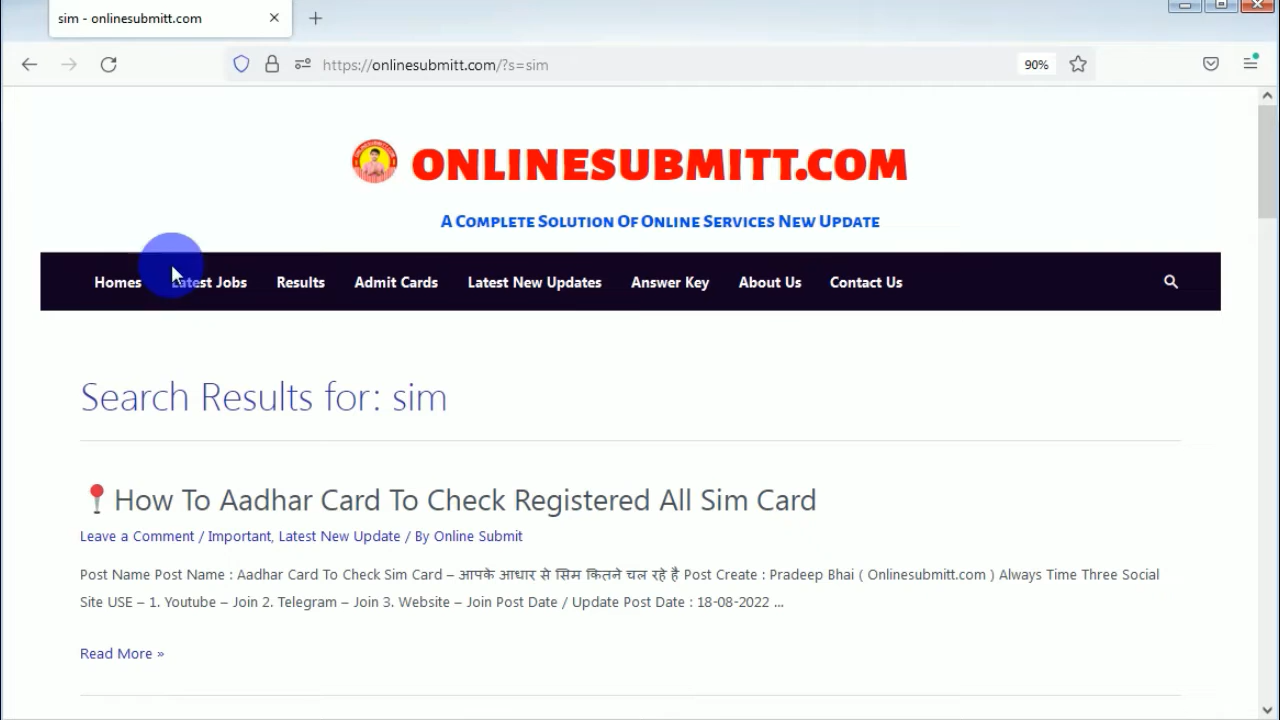 sim - onlinesubmitt.com
https://onlinesubmitt.com/?s=sim
90%
ONLINESUBMITT.COM
A Complete Solution Of Online Services New Update
Homes Latest Jobs Results Admit Cards Latest New Updates Answer Key About Us Contact Us
Search Results for: sim
How To Aadhar Card To Check Registered All Sim Card
Leave a Comment / Important, Latest New Update / By Online Submit
Post Name Post Name : Aadhar Card To Check Sim Card – आपके आधार से सिम कितने चल रहे है Post Create : Pradeep Bhai ( Onlinesubmitt.com ) Always Time Three Social
Site USE – 1. Youtube – Join 2. Telegram – Join 3. Website – Join Post Date / Update Post Date : 18-08-2022 ...
Read More »